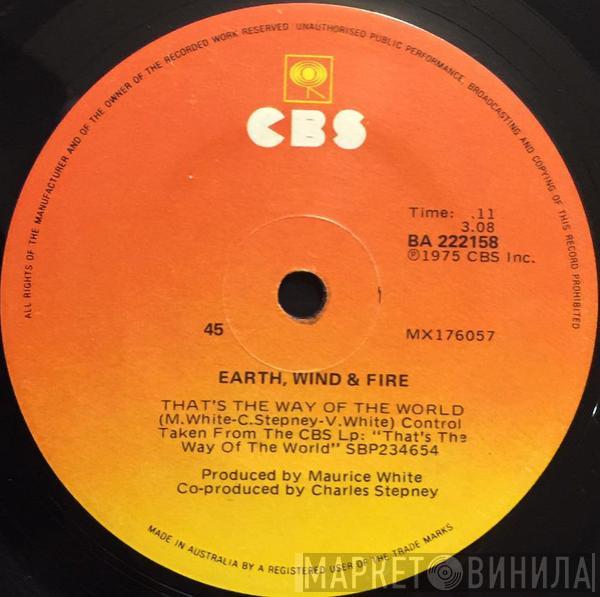 ALL RIGHTS OF THE MANUFACTURER AND OF THE OWNER OF THE RECORDED WORK RESERVED UNAUTHORISED PUBLIC PERFORMANCE, BROADCASTING AND COPYING OF THIS RECORD PROHIBITED
CBS
Time: .11
3.08
BA 222158
℗1975 CBS Inc.
45
MX176057
EARTH, WIND & FIRE
THAT'S THE WAY OF THE WORLD
(M.White-C.Stepney-V.White) Control
Taken From The CBS Lp: "That's The
Way Of The World" SBP234654
Produced by Maurice White
Co-produced by Charles Stepney
MADE IN AUSTRALIA BY A REGISTERED USER OF THE TRADE MARKS
МАРКЕТ ВИНИЛА